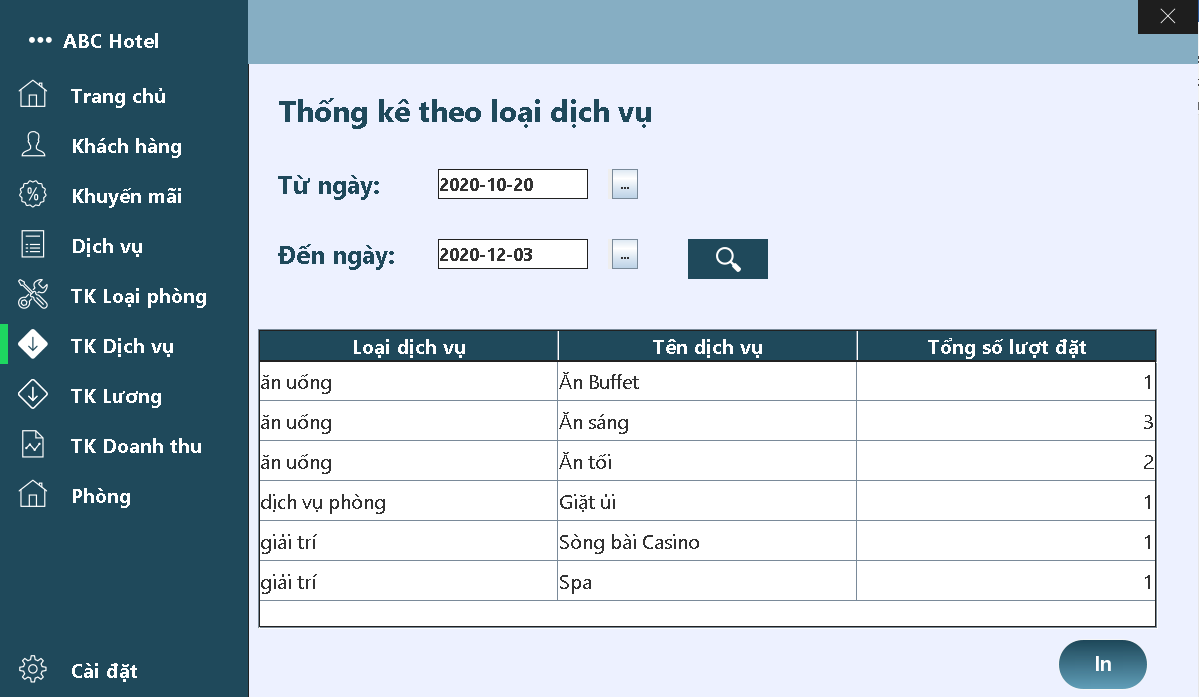 ABC Hotel
Trang chủ
Khách hàng
Khuyến mãi
Dịch vụ
TK Loại phòng
TK Dịch vụ
TK Lương
TK Doanh thu
Phòng
Cài đặt
Thống kê theo loại dịch vụ
Từ ngày: 2020-10-20 ...
Đến ngày: 2020-12-03 ...
Loại dịch vụ Tên dịch vụ Tổng số lượt đặt
ăn uống Ăn Buffet 1
ăn uống Ăn sáng 3
ăn uống Ăn tối 2
dịch vụ phòng Giặt ủi 1
giải trí Sòng bài Casino 1
giải trí Spa 1
In